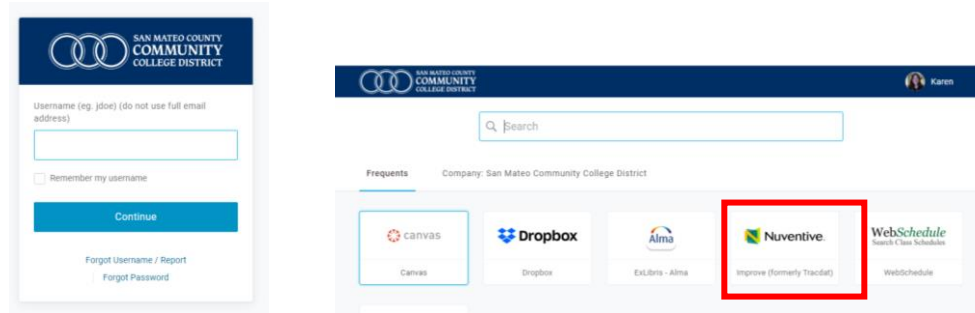 SAN MATEO COUNTY
COMMUNITY
COLLEGE DISTRICT
Username (eg. jdoe) (do not use full email
address)
Remember my username
Continue
Forgot Username / Report
Forgot Password
SAN MATEO COUNTY
COMMUNITY
COLLEGE DISTRICT
Karen
Search
Frequents
Company: San Mateo Community College District
canvas
Dropbox
Alma
Nuventive.
WebSchedule
Search Class Schedules
Canvas
Dropbox
ExLibris - Alma
Improve (formerly Tracdat)
WebSchedule